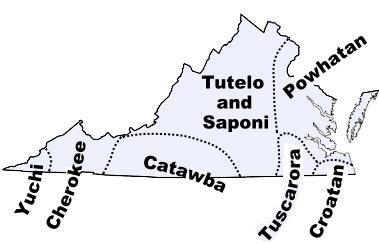 Powhatan
Tutelo
and
Saponi
Catawba
Yuchi
Cherokee
Tuscarora
Croatan